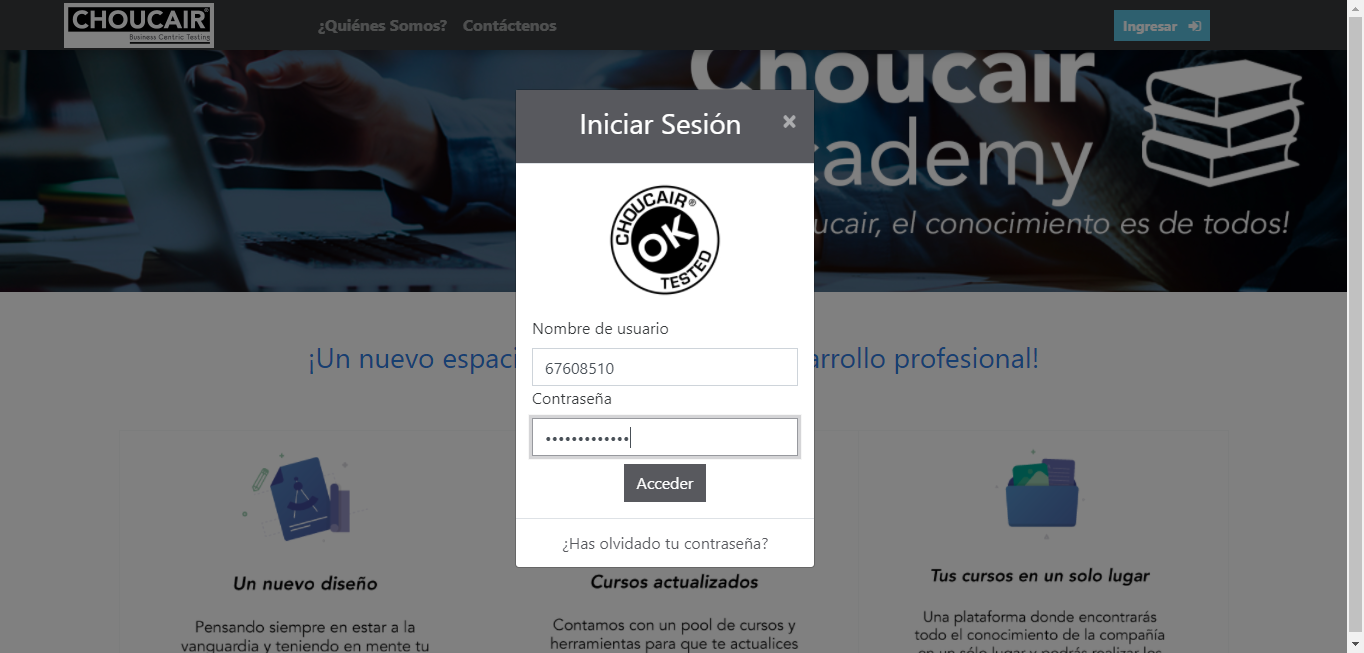 CHOUCAIR®
Business Centric Testing
¿Quiénes Somos? Contáctenos
Ingresar
Choucair
cademy
ucair, el conocimiento es de todos!
Iniciar Sesión
×
CHOUCAIR®
OK
TESTED
Nombre de usuario
67608510
Contraseña
•••••••••••••
Acceder
¿Has olvidado tu contraseña?
¡Un nuevo espaci
rrollo profesional!
Un nuevo diseño
Pensando siempre en estar a la
vanguardia y teniendo en mente tu
Cursos actualizados
Contamos con un pool de cursos y
herramientas para que te actualices
Tus cursos en un solo lugar
Una plataforma donde encontrarás
todo el conocimiento de la compañía
en un sólo lugar y podrás realizar los